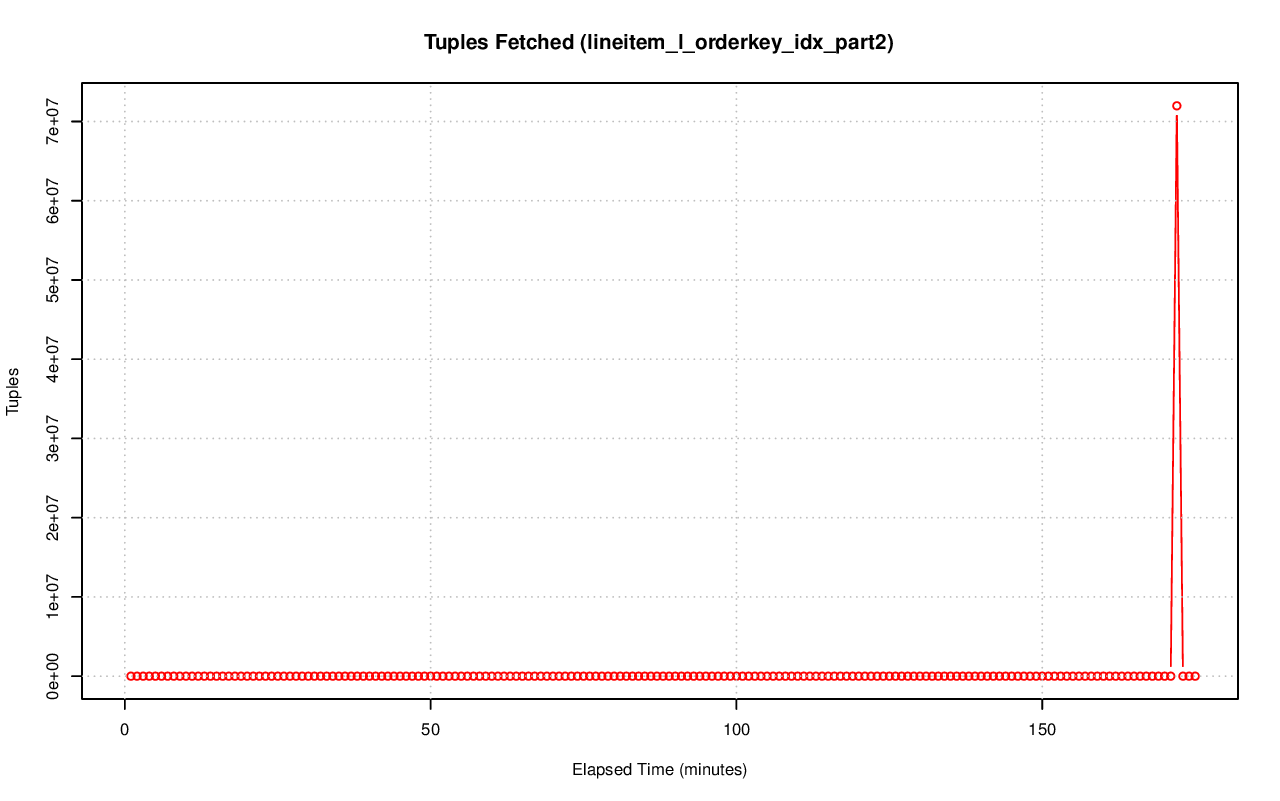 Tuples Fetched (lineitem_l_orderkey_idx_part2)
Tuples
7e+07
6e+07
5e+07
4e+07
3e+07
2e+07
1e+07
0e+00
0 50 100 150
Elapsed Time (minutes)